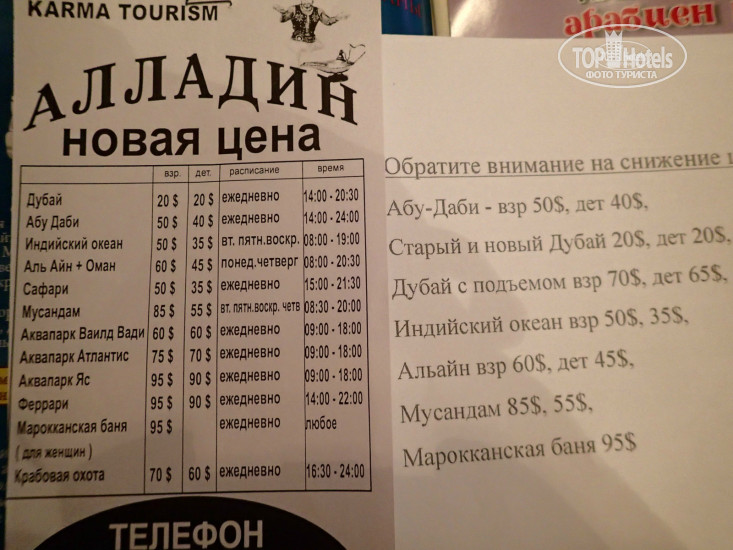 KARMA TOURISM
АЛЛАДИН
новая цена
взр. дет. расписание время
Дубай 20 $ 20 $ ежедневно 14:00 - 20:30
Абу Даби 50 $ 40 $ ежедневно 14:00 - 24:00
Индийский океан 50 $ 35 $ вт. пятн.воскр. 08:00 - 19:00
Аль Айн + Оман 60 $ 45 $ понед.четверг 08:00 - 20:30
Сафари 50 $ 35 $ ежедневно 15:00 - 21:30
Мусандам 85 $ 55 $ вт. пятн.воскр. четв 08:30 - 20:00
Аквапарк Ваилд Вади 60 $ 60 $ ежедневно 09:00 - 18:00
Аквапарк Атлантис 75 $ 70 $ ежедневно 09:00 - 18:00
Аквапарк Яс 95 $ 90 $ ежедневно 09:00 - 18:00
Феррари 95 $ 90 $ ежедневно 14:00 - 22:00
Марокканская баня 95 $ ежедневно любое
( для женщин )
Крабовая охота 70 $ 60 $ ежедневно 16:30 - 24:00
ТЕЛЕФОН
арабцен
TOP Hotels
ФОТО ТУРИСТА
Обратите внимание на снижение
Абу-Даби - взр 50$, дет 40$,
Старый и новый Дубай 20$, дет 20$,
Дубай с подъемом взр 70$, дет 65$,
Индийский океан взр 50$, 35$,
Альайн взр 60$, дет 45$,
Мусандам 85$, 55$,
Марокканская баня 95$